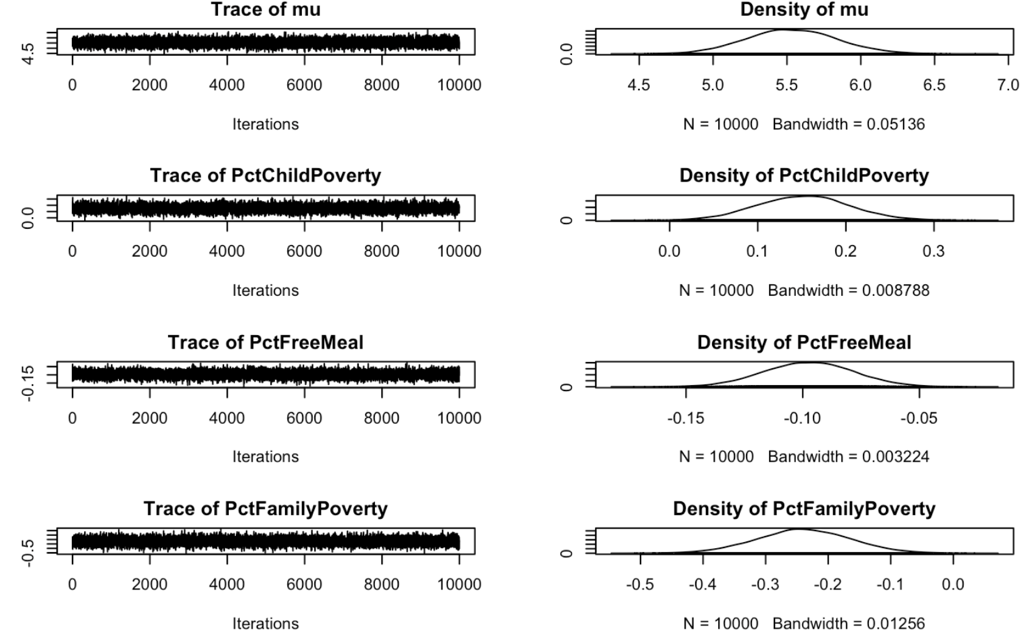 Trace of mu
4.5
0 2000 4000 6000 8000 10000
Iterations
Density of mu
0.0
4.5 5.0 5.5 6.0 6.5 7.0
N = 10000 Bandwidth = 0.05136
Trace of PctChildPoverty
0.0
0 2000 4000 6000 8000 10000
Iterations
Density of PctChildPoverty
0
0.0 0.1 0.2 0.3
N = 10000 Bandwidth = 0.008788
Trace of PctFreeMeal
-0.15
0 2000 4000 6000 8000 10000
Iterations
Density of PctFreeMeal
0
-0.15 -0.10 -0.05
N = 10000 Bandwidth = 0.003224
Trace of PctFamilyPoverty
-0.5
0 2000 4000 6000 8000 10000
Iterations
Density of PctFamilyPoverty
0
-0.5 -0.4 -0.3 -0.2 -0.1 0.0
N = 10000 Bandwidth = 0.01256